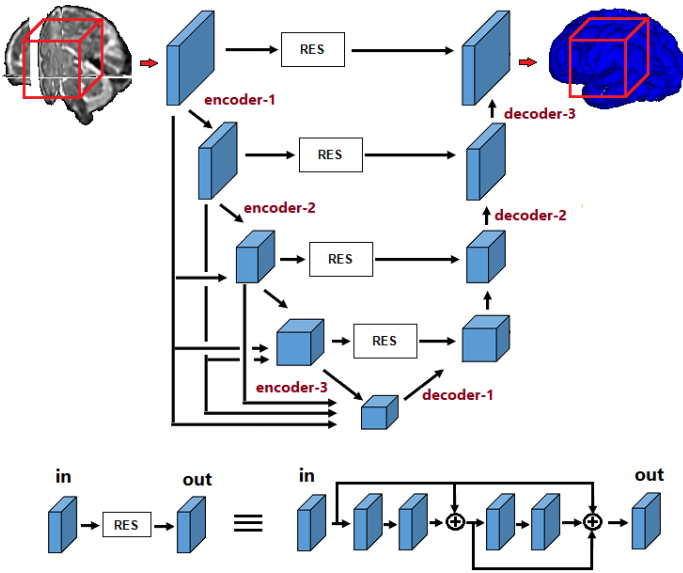 RES
encoder-1
decoder-3
RES
encoder-2
decoder-2
RES
RES
encoder-3
decoder-1
in
out
in
out
RES